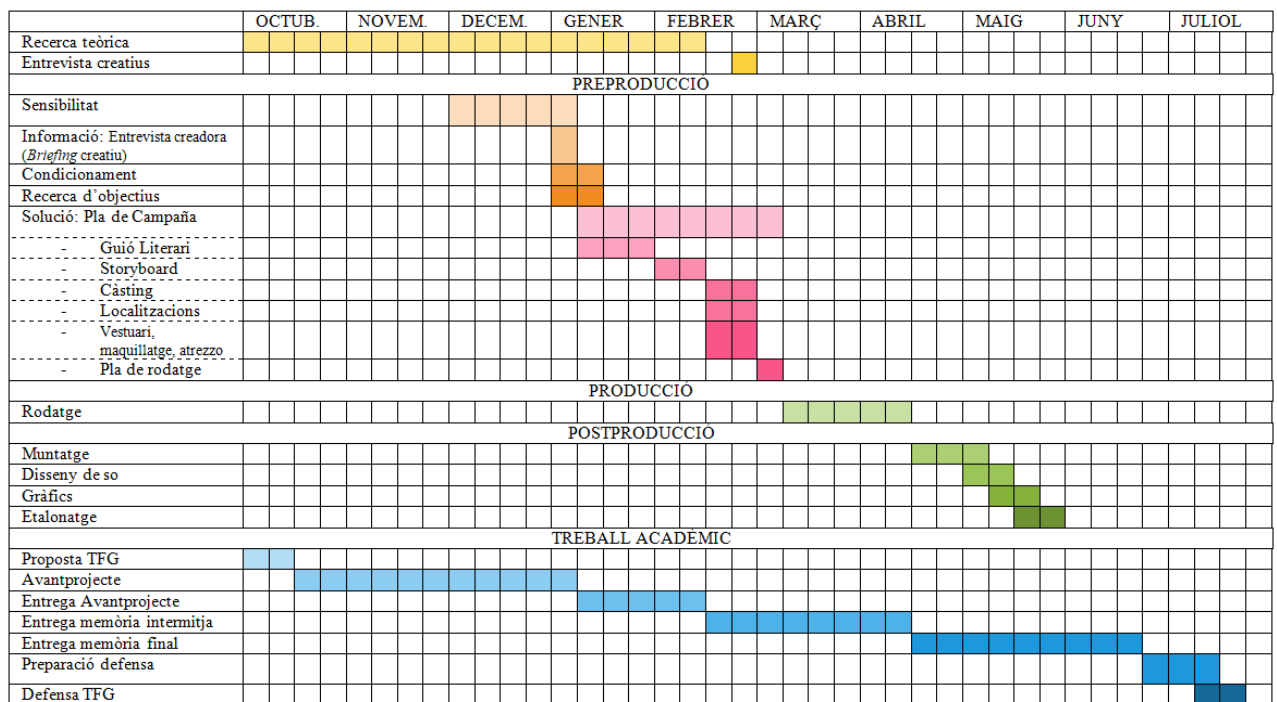 OCTUB. NOVEM. DECEM. GENER FEBRER MARÇ ABRIL MAIG JUNY JULIOL
Recerca teòrica
Entrevista creatius
PREPRODUCCIÓ
Sensibilitat
Informació: Entrevista creadora
(Briefing creatiu)
Condicionament
Recerca d'objectius
Solució: Pla de Campaña
- Guió Literari
- Storyboard
- Càsting
- Localitzacions
- Vestuari,
maquillatge, atrezzo
- Pla de rodatge
PRODUCCIÓ
Rodatge
POSTPRODUCCIÓ
Muntatge
Disseny de so
Gràfics
Etalonatge
TREBALL ACADÈMIC
Proposta TFG
Avantprojecte
Entrega Avantprojecte
Entrega memòria intermitja
Entrega memòria final
Preparació defensa
Defensa TFG